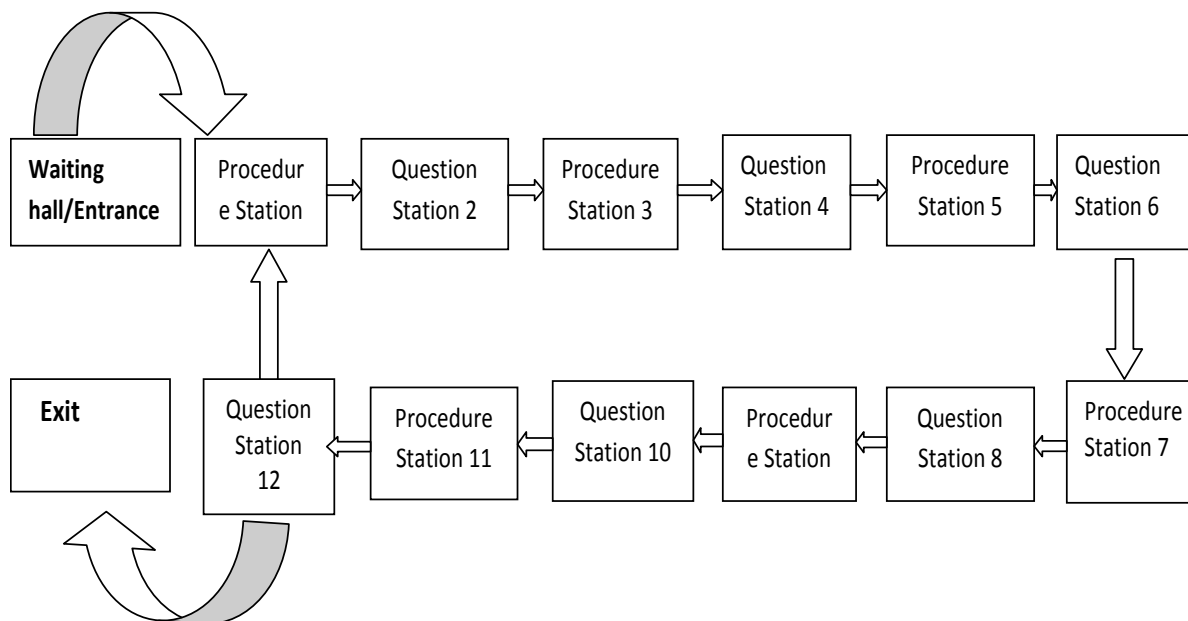 Waiting
hall/Entrance
Procedur
e Station
Question
Station 2
Procedure
Station 3
Question
Station 4
Procedure
Station 5
Question
Station 6
Exit
Question
Station
12
Procedure
Station 11
Question
Station 10
Procedur
e Station
Question
Station 8
Procedure
Station 7